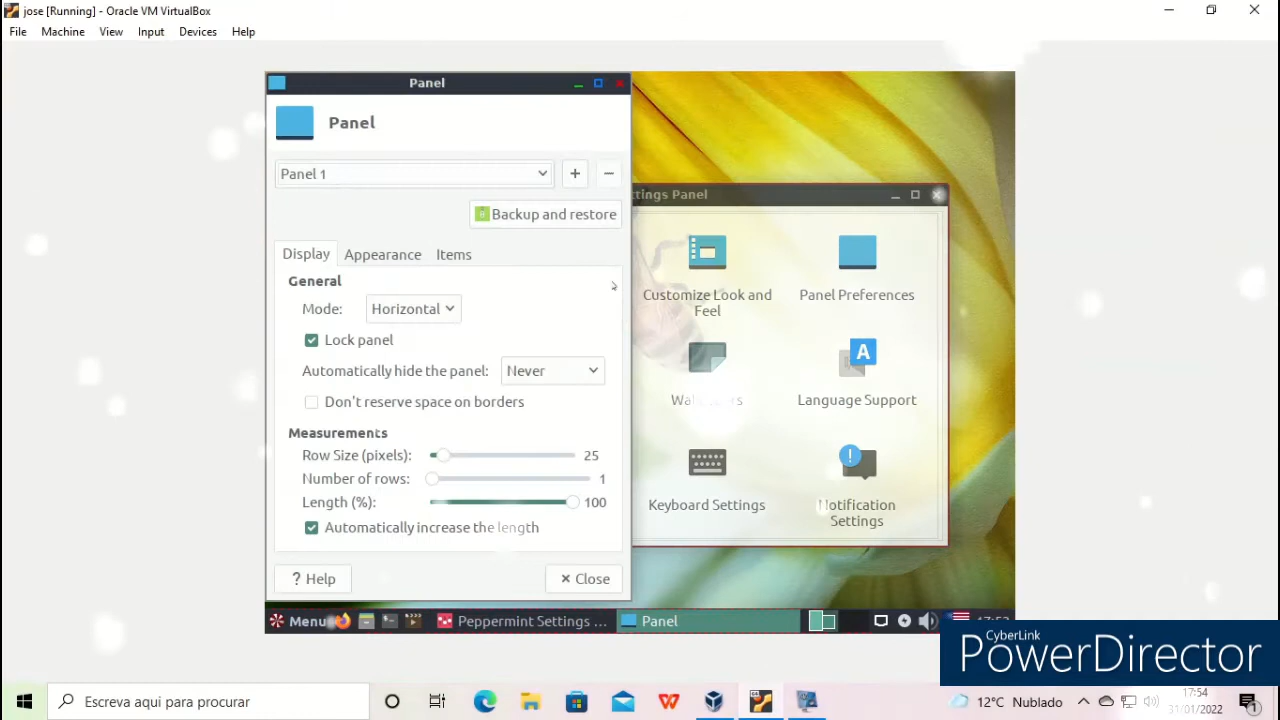 jose [Running] - Oracle VM VirtualBox
File Machine View Input Devices Help
Panel
Panel
Panel 1
Backup and restore
Display Appearance Items
General
Mode: Horizontal
Lock panel
Automatically hide the panel: Never
Don't reserve space on borders
Measurements
Row Size (pixels): 25
Number of rows: 1
Length (%): 100
Automatically increase the length
? Help
Close
ttings Panel
Customize Look and
Feel
Panel Preferences
Language Support
Keyboard Settings
Notification
Settings
Menu
Peppermint Settings ...
Panel
CyberLink
PowerDirector
Escreva aqui para procurar
12°C Nublado
17:54
31/01/2022